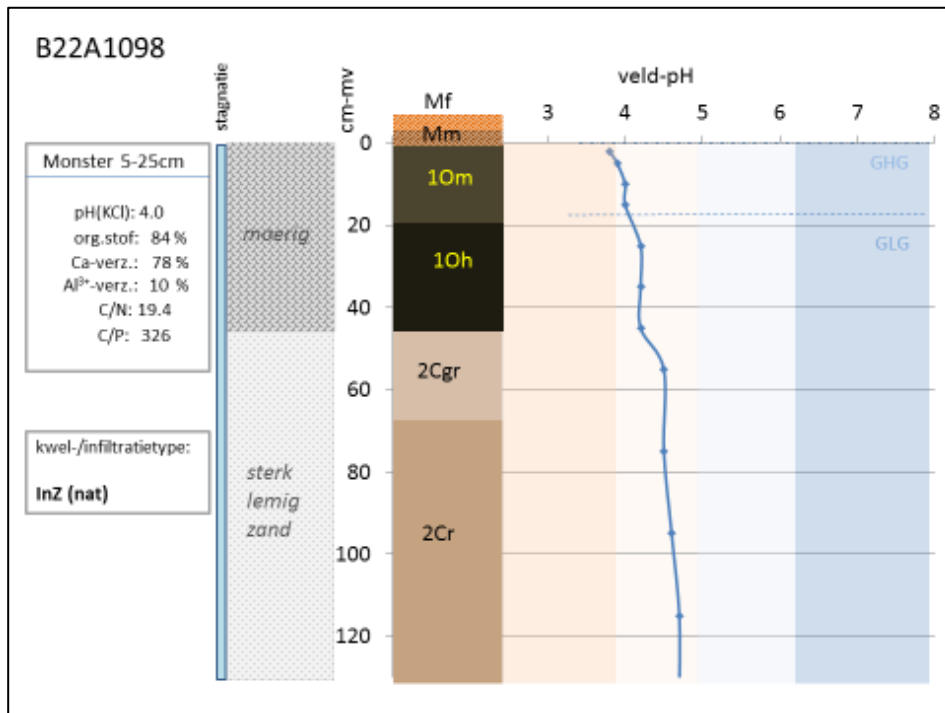 B22A1098
stagnatie
cm-mv
veld-pH
Mf
3 4 5 6 7 8
Mm
0
Monster 5-25cm
GHG
pH(KCl): 4.0
org.stof: 84 %
Ca-verz.: 78 %
Al³⁺-verz.: 10 %
C/N: 19.4
C/P: 326
1Om
20
moerig
GLG
1Oh
40
2Cgr
60
kwel-/infiltratietype:
InZ (nat)
sterk
lemig
zand
80
2Cr
100
120